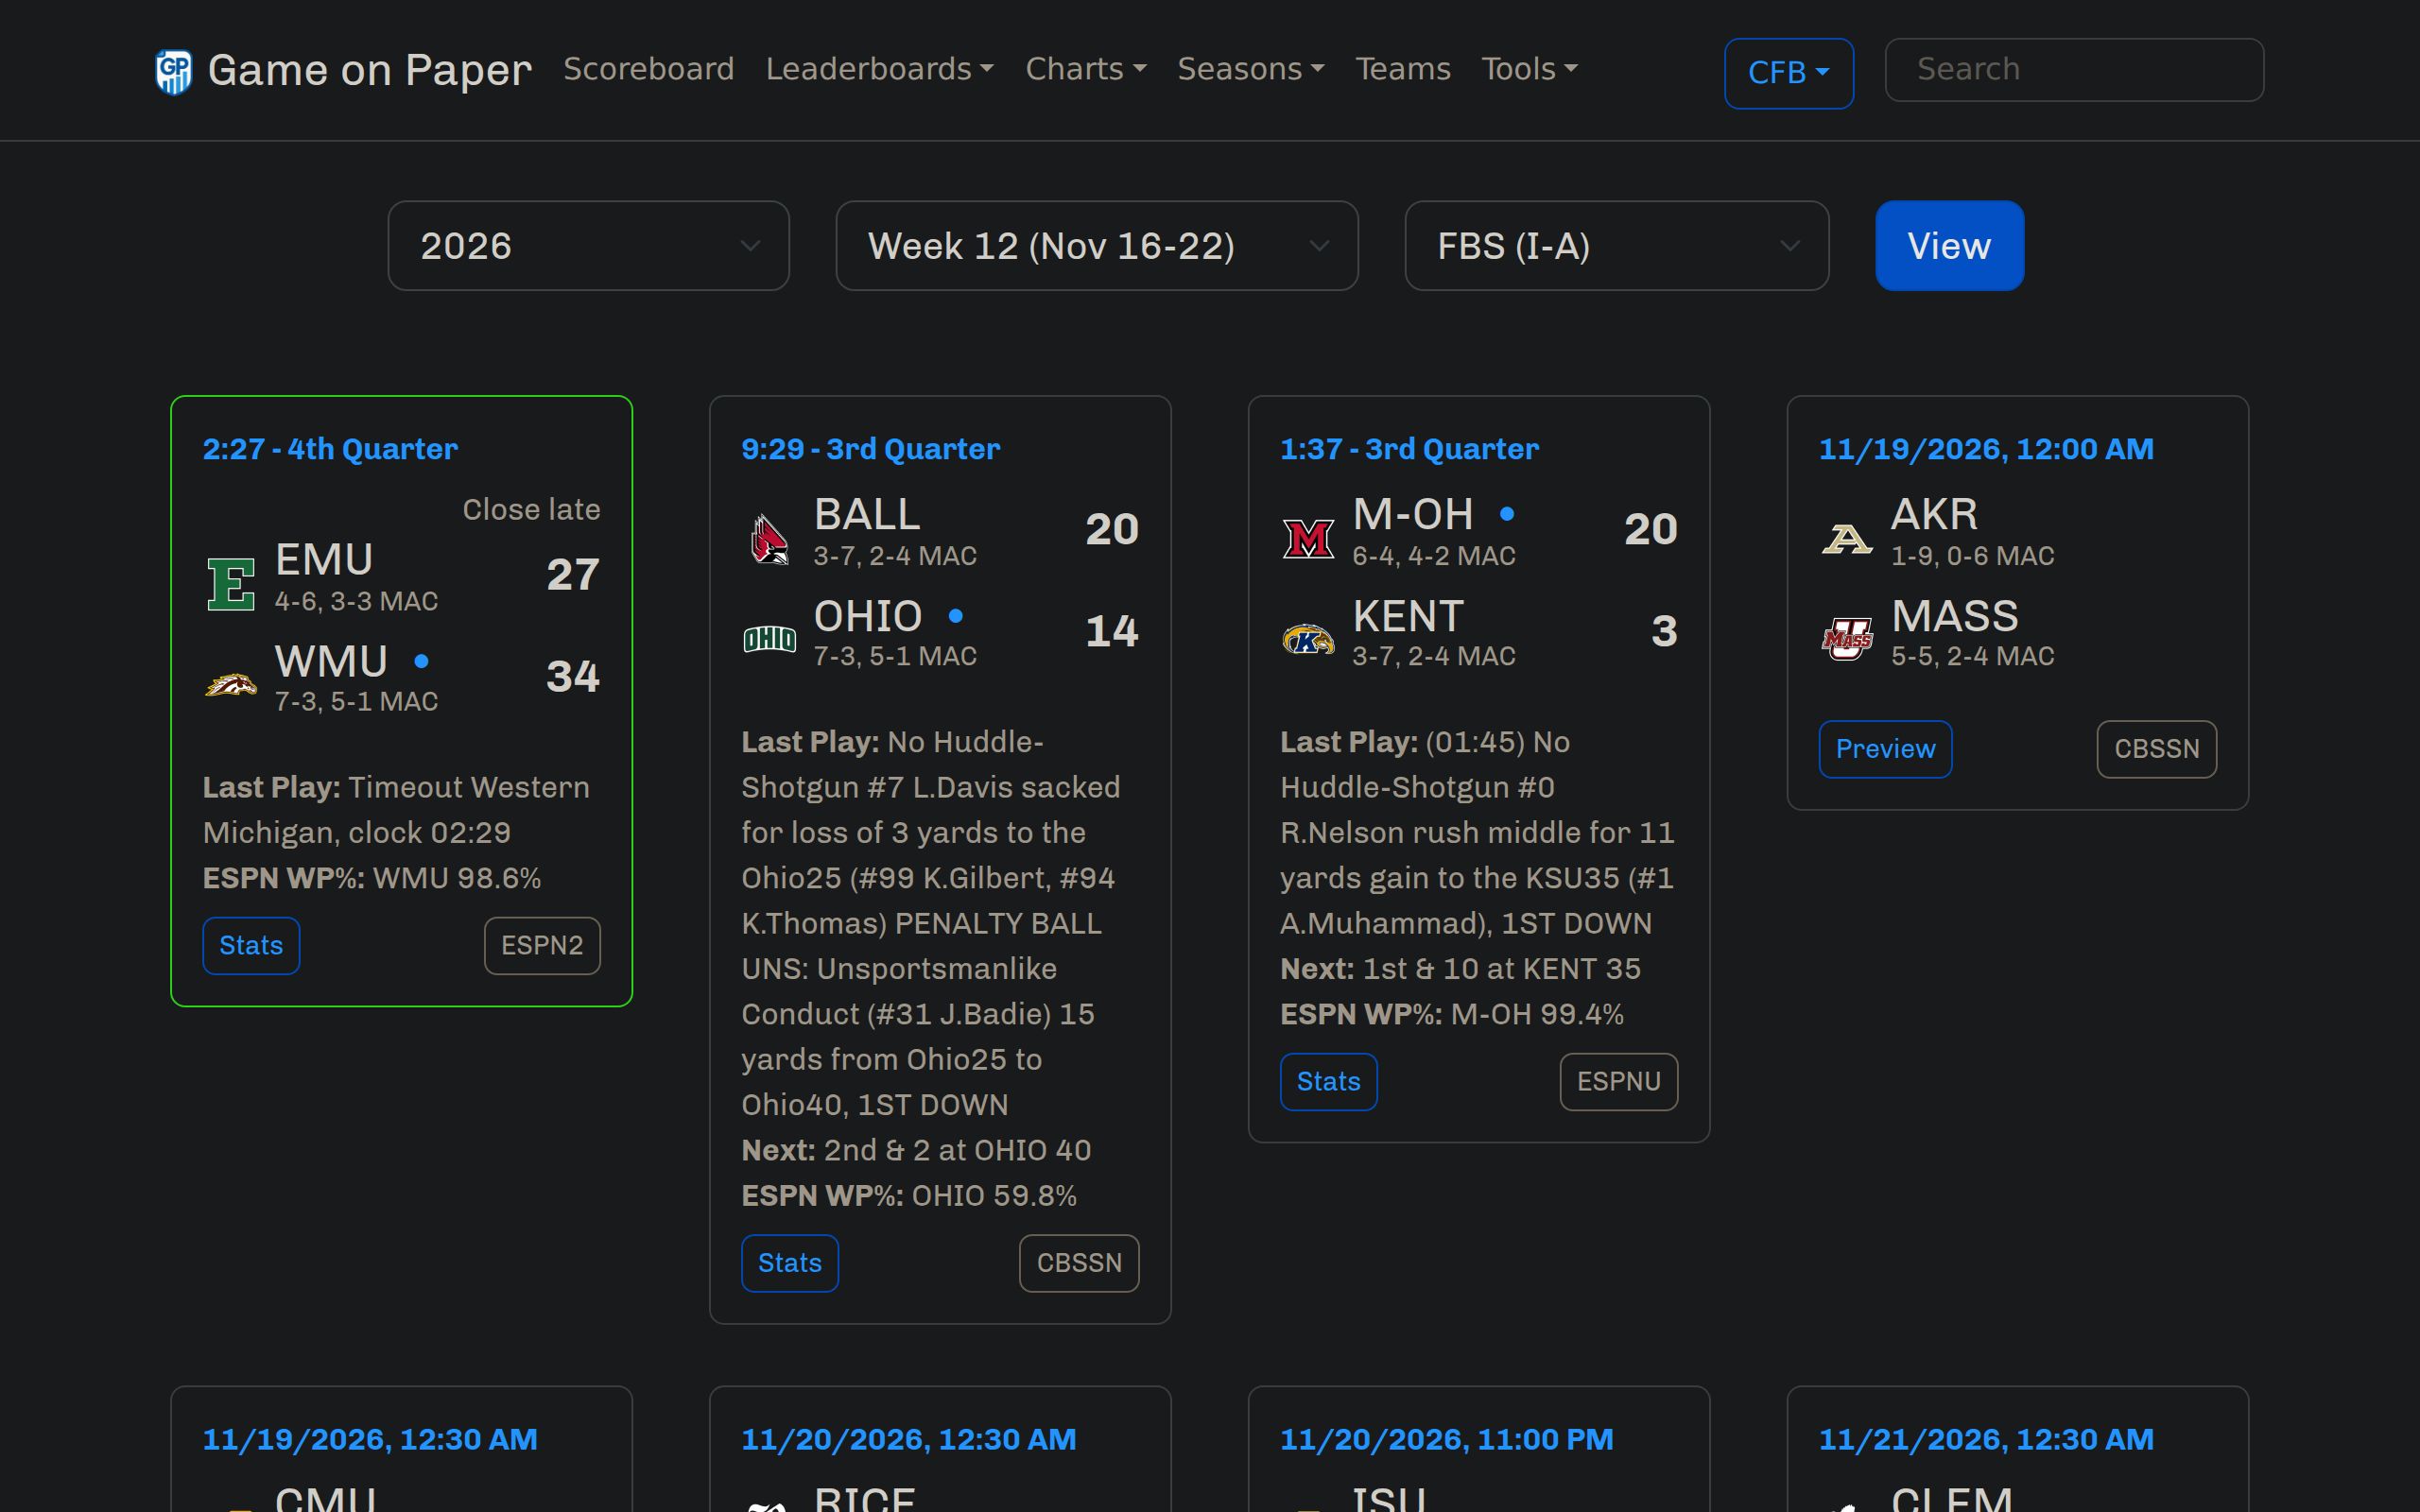 GP Game on Paper Scoreboard Leaderboards Charts Seasons Teams Tools CFB Search
2026 Week 12 (Nov 16-22) FBS (I-A) View
2:27 - 4th Quarter
Close late
E EMU 27
4-6, 3-3 MAC
WMU 34
7-3, 5-1 MAC
Last Play: Timeout Western
Michigan, clock 02:29
ESPN WP%: WMU 98.6%
Stats ESPN2
9:29 - 3rd Quarter
BALL 20
3-7, 2-4 MAC
OHIO OHIO 14
7-3, 5-1 MAC
Last Play: No Huddle-
Shotgun #7 L.Davis sacked
for loss of 3 yards to the
Ohio25 (#99 K.Gilbert, #94
K.Thomas) PENALTY BALL
UNS: Unsportsmanlike
Conduct (#31 J.Badie) 15
yards from Ohio25 to
Ohio40, 1ST DOWN
Next: 2nd & 2 at OHIO 40
ESPN WP%: OHIO 59.8%
Stats CBSSN
1:37 - 3rd Quarter
M M-OH 20
6-4, 4-2 MAC
K KENT 3
3-7, 2-4 MAC
Last Play: (01:45) No
Huddle-Shotgun #0
R.Nelson rush middle for 11
yards gain to the KSU35 (#1
A.Muhammad), 1ST DOWN
Next: 1st & 10 at KENT 35
ESPN WP%: M-OH 99.4%
Stats ESPNU
11/19/2026, 12:00 AM
A AKR
1-9, 0-6 MAC
U MASS MASS
5-5, 2-4 MAC
Preview CBSSN
11/19/2026, 12:30 AM
CMU
11/20/2026, 12:30 AM
RICE
11/20/2026, 11:00 PM
ISU
11/21/2026, 12:30 AM
CLEM